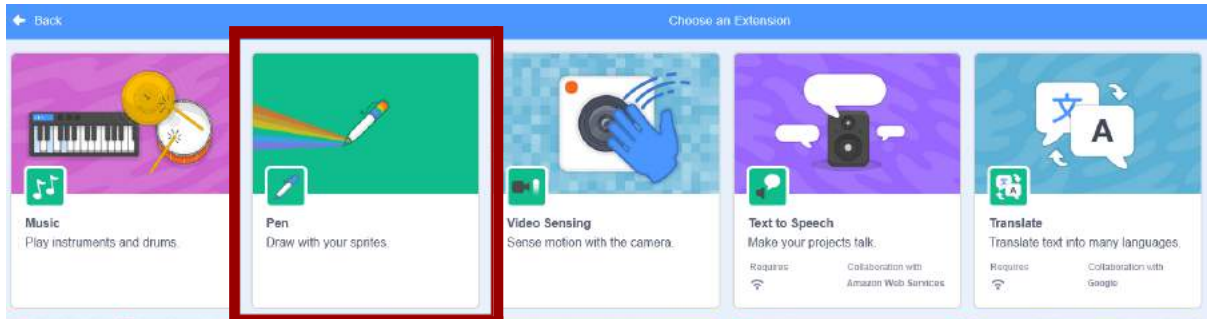 Back
Choose an Extension
Music
Play instruments and drums.
Pen
Draw with your sprites.
Video Sensing
Sense motion with the camera.
Text to Speech
Make your projects talk.
Requires
Collaboration with
Amazon Web Services
Translate
Translate text into many languages.
Requires
Collaboration with
Google
文
A
文
A